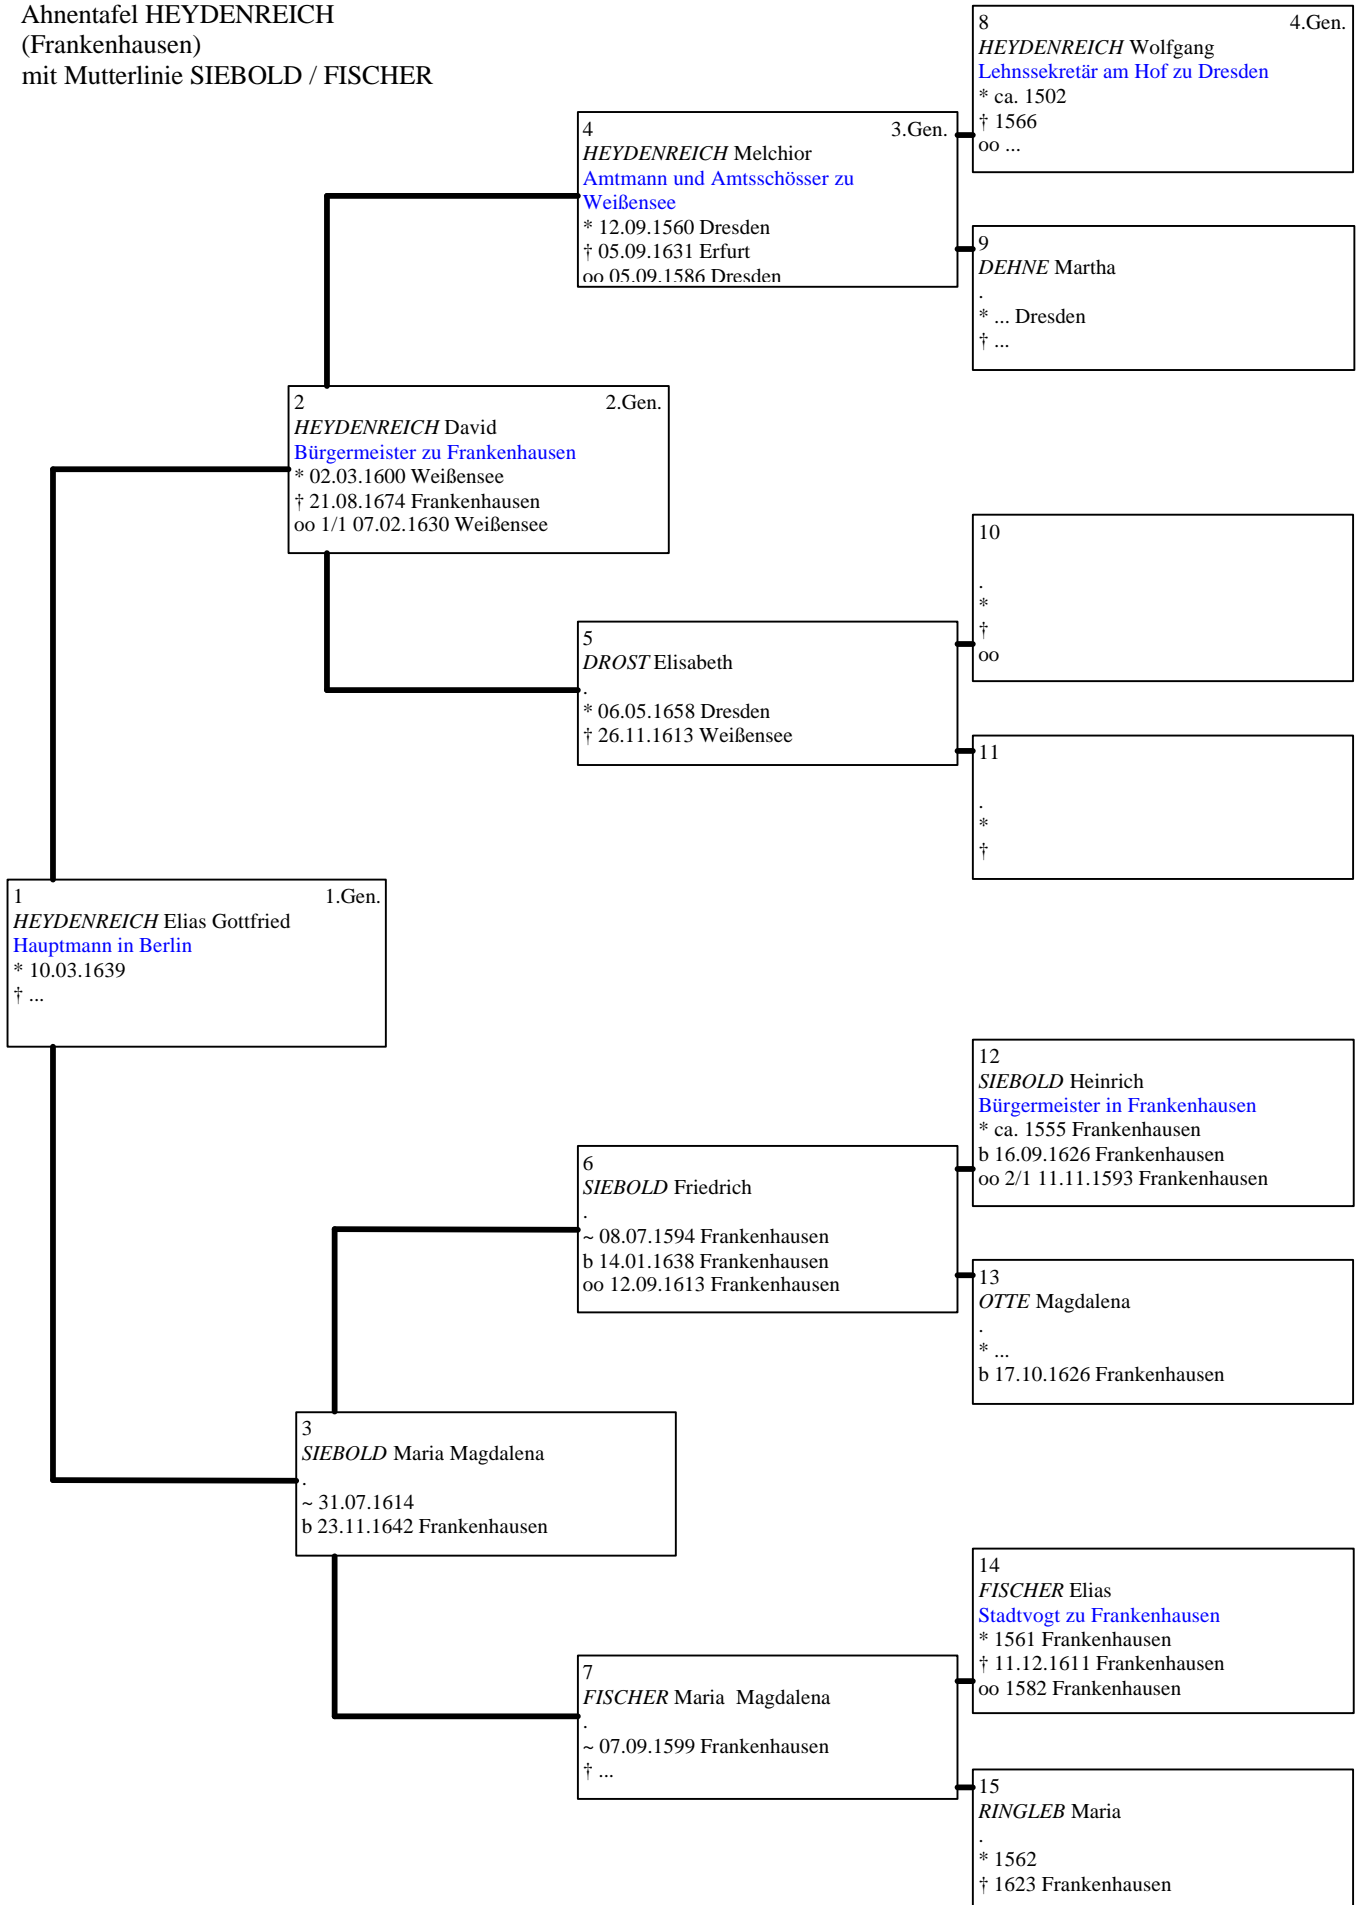 Ahnentafel HEYDENREICH
(Frankenhausen)
mit Mutterlinie SIEBOLD / FISCHER
8 4.Gen.
HEYDENREICH Wolfgang
Lehnssekretär am Hof zu Dresden
* ca. 1502
† 1566
oo ...
4 3.Gen.
HEYDENREICH Melchior
Amtmann und Amtsschösser zu
Weißensee
* 12.09.1560 Dresden
† 05.09.1631 Erfurt
oo 05.09.1586 Dresden
9
DEHNE Martha
.
* ... Dresden
† ...
2 2.Gen.
HEYDENREICH David
Bürgermeister zu Frankenhausen
* 02.03.1600 Weißensee
† 21.08.1674 Frankenhausen
oo 1/1 07.02.1630 Weißensee
10
.
*
†
oo
5
DROST Elisabeth
.
* 06.05.1658 Dresden
† 26.11.1613 Weißensee
11
.
*
†
1 1.Gen.
HEYDENREICH Elias Gottfried
Hauptmann in Berlin
* 10.03.1639
† ...
12
SIEBOLD Heinrich
Bürgermeister in Frankenhausen
* ca. 1555 Frankenhausen
b 16.09.1626 Frankenhausen
oo 2/1 11.11.1593 Frankenhausen
6
SIEBOLD Friedrich
.
~ 08.07.1594 Frankenhausen
b 14.01.1638 Frankenhausen
oo 12.09.1613 Frankenhausen
13
OTTE Magdalena
.
* ...
b 17.10.1626 Frankenhausen
3
SIEBOLD Maria Magdalena
.
~ 31.07.1614
b 23.11.1642 Frankenhausen
14
FISCHER Elias
Stadtvogt zu Frankenhausen
* 1561 Frankenhausen
† 11.12.1611 Frankenhausen
oo 1582 Frankenhausen
7
FISCHER Maria  Magdalena
.
~ 07.09.1599 Frankenhausen
† ...
15
RINGLEB Maria
.
* 1562
† 1623 Frankenhausen